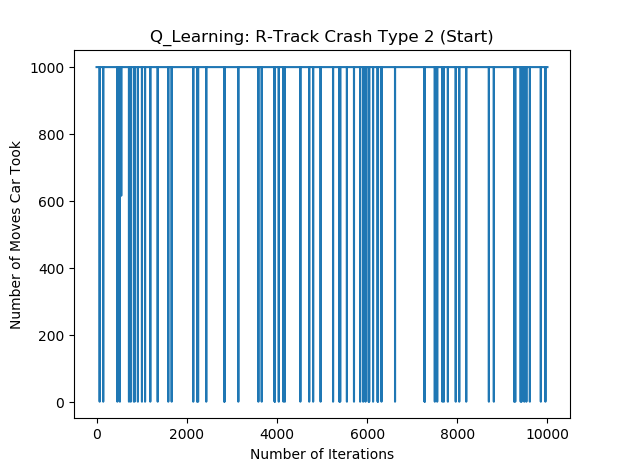 Q_Learning: R-Track Crash Type 2 (Start)
1000
800
600
400
200
0
Number of Moves Car Took
0 2000 4000 6000 8000 10000
Number of Iterations